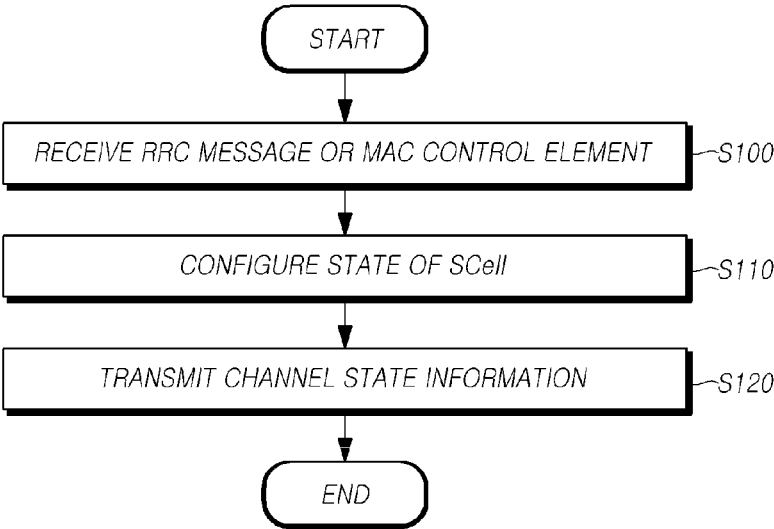 START
RECEIVE RRC MESSAGE OR MAC CONTROL ELEMENT
S100
CONFIGURE STATE OF SCell
S110
TRANSMIT CHANNEL STATE INFORMATION
S120
END